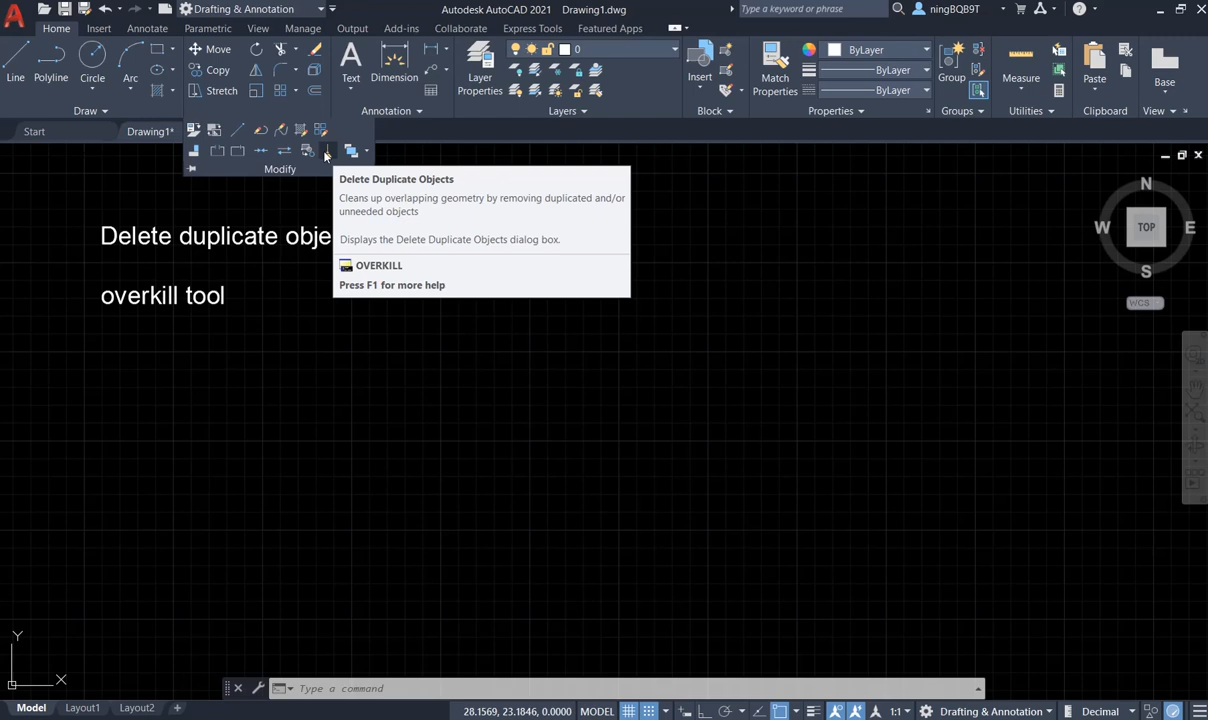 Drafting & Annotation
Autodesk AutoCAD 2021 Drawing1.dwg
Type a keyword or phrase
ningBQB9T
Home Insert Annotate Parametric View Manage Output Add-ins Collaborate Express Tools Featured Apps
Line Polyline Circle Arc
Move
Copy
Stretch
Text Dimension
Layer Properties
0
Insert
Match Properties
ByLayer
ByLayer
ByLayer
Group Measure Paste Base
Draw Annotation Layers Block Properties Groups Utilities Clipboard View
Start Drawing1*
Modify
Delete Duplicate Objects
Cleans up overlapping geometry by removing duplicated and/or
unneeded objects
Displays the Delete Duplicate Objects dialog box.
OVERKILL
Press F1 for more help
Delete duplicate obje
overkill tool
N
W TOP E
S
WCS
Y
X
Type a command
Model Layout1 Layout2 +
28.1569, 23.1846, 0.0000 MODEL 1:1 Drafting & Annotation Decimal